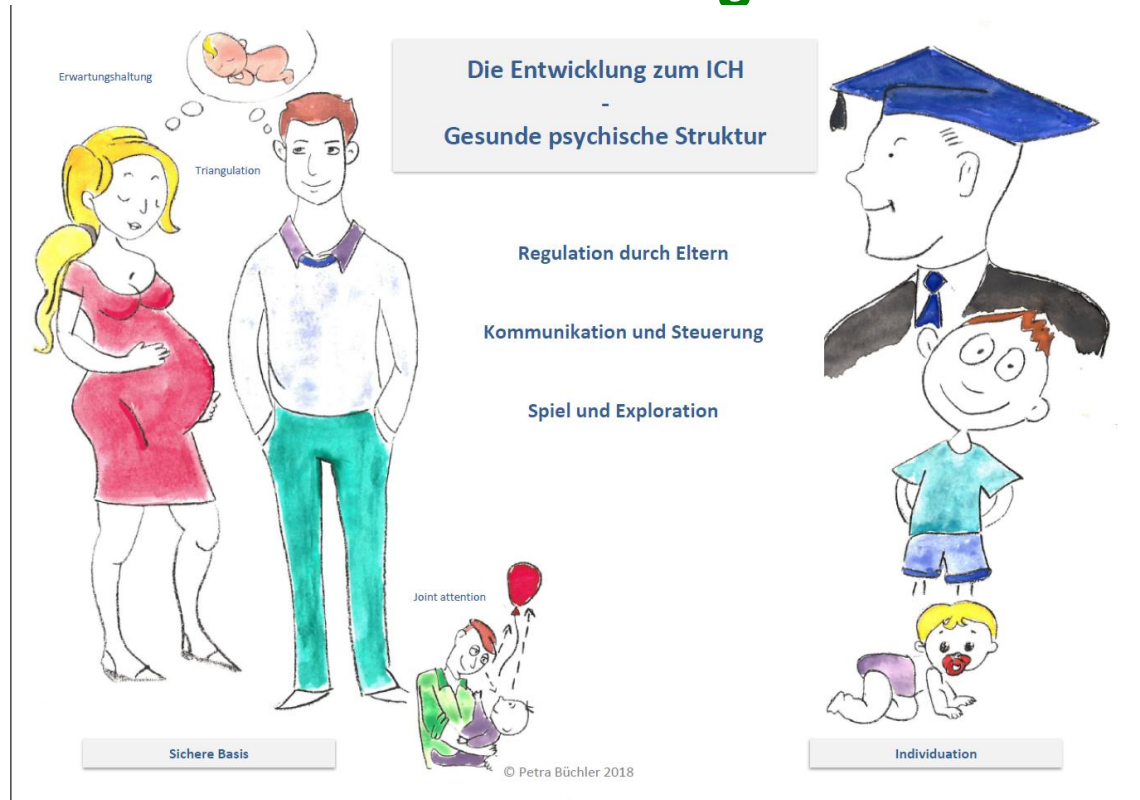 Erwartungshaltung
Triangulation
Die Entwicklung zum ICH
-
Gesunde psychische Struktur
Regulation durch Eltern
Kommunikation und Steuerung
Spiel und Exploration
Joint attention
Sichere Basis
Individuation
© Petra Büchler 2018